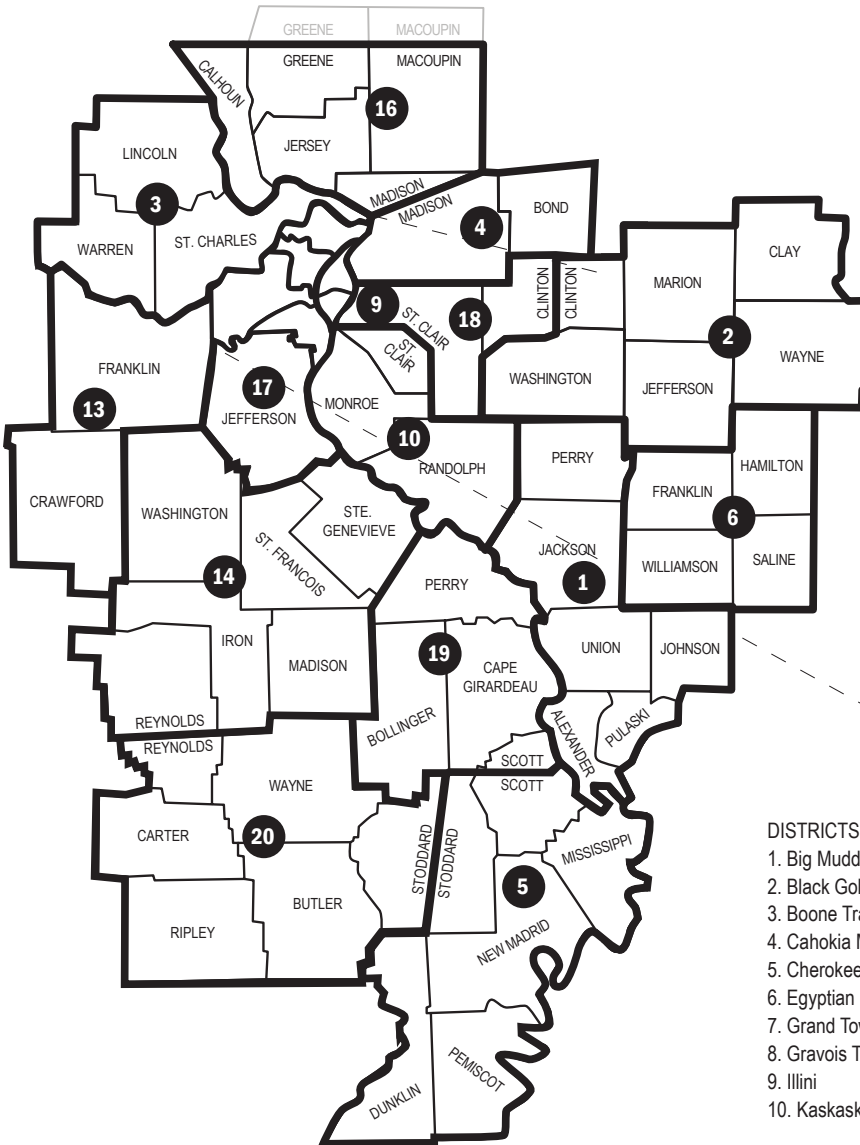 GREENE
MACOUPIN
GREENE
MACOUPIN
CALHOUN
16
JERSEY
LINCOLN
MADISON
MADISON
BOND
4
3
WARREN
ST. CHARLES
CLAY
MARION
CLINTON
CLINTON
9
ST. CLAIR
18
ST. CLAIR
2
WAYNE
FRANKLIN
WASHINGTON
JEFFERSON
17
JEFFERSON
MONROE
13
10
RANDOLPH
PERRY
HAMILTON
CRAWFORD
WASHINGTON
STE.
GENEVIEVE
FRANKLIN
6
ST. FRANCOIS
JACKSON
1
WILLIAMSON
SALINE
14
PERRY
IRON
MADISON
19
CAPE
GIRARDEAU
UNION
JOHNSON
REYNOLDS
REYNOLDS
BOLLINGER
ALEXANDER
PULASKI
SCOTT
SCOTT
WAYNE
CARTER
20
STODDARD
STODDARD
MISSISSIPPI
5
RIPLEY
BUTLER
NEW MADRID
DUNKLIN
PEMISCOT
DISTRICTS
1. Big Mudd
2. Black Gol
3. Boone Tra
4. Cahokia M
5. Cherokee
6. Egyptian
7. Grand Tow
8. Gravois T
9. Illini
10. Kaskask